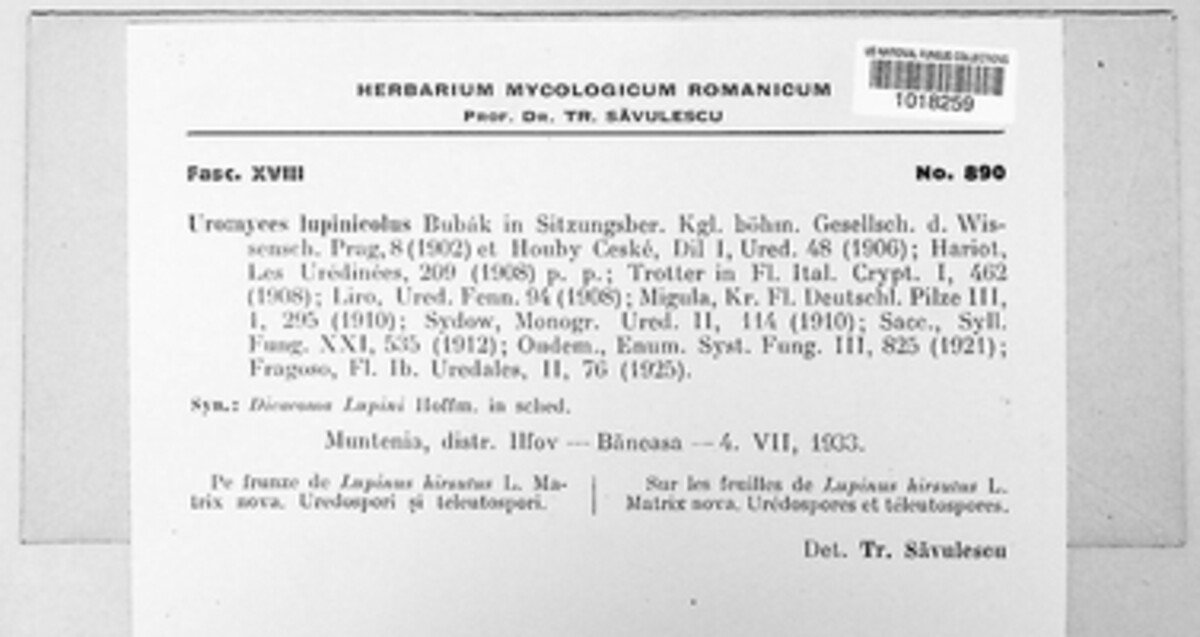 US NATIONAL FUNGUS COLLECTIONS
1018259
HERBARIUM MYCOLOGICUM ROMANICUM
PROF. DR. TR. SĂVULESCU
Fasc. XVIII
No. 890
Uromyces lupinicolus Bubák in Sitzungsber. Kgl. böhm. Gesellsch. d. Wis-
sensch. Prag, 8 (1902) et Houby České, Díl I, Ured. 48 (1906); Hariot,
Les Urédinées, 209 (1908) p. p.; Trotter in Fl. Ital. Crypt. I, 462
(1908); Liro, Ured. Fenn. 94 (1908); Migula, Kr. Fl. Deutschl. Pilze III,
1, 295 (1910); Sydow, Monogr. Ured. II, 114 (1910); Sacc., Syll.
Fung. XXI, 535 (1912); Oudem., Enum. Syst. Fung. III, 825 (1921);
Fragoso, Fl. Ib. Uredales, II, 76 (1925).
Syn.: Dicaeoma Lupini Hoffm. in sched.
Muntenia, distr. Ilfov — Băneasa — 4. VII, 1933.
Pe frunze de Lupinus hirsutus L. Ma-
trix nova. Uredospori și teleutospori.
Sur les feuilles de Lupinus hirsutus L.
Matrix nova. Urédospores et téleutospores.
Det. Tr. Săvulescu